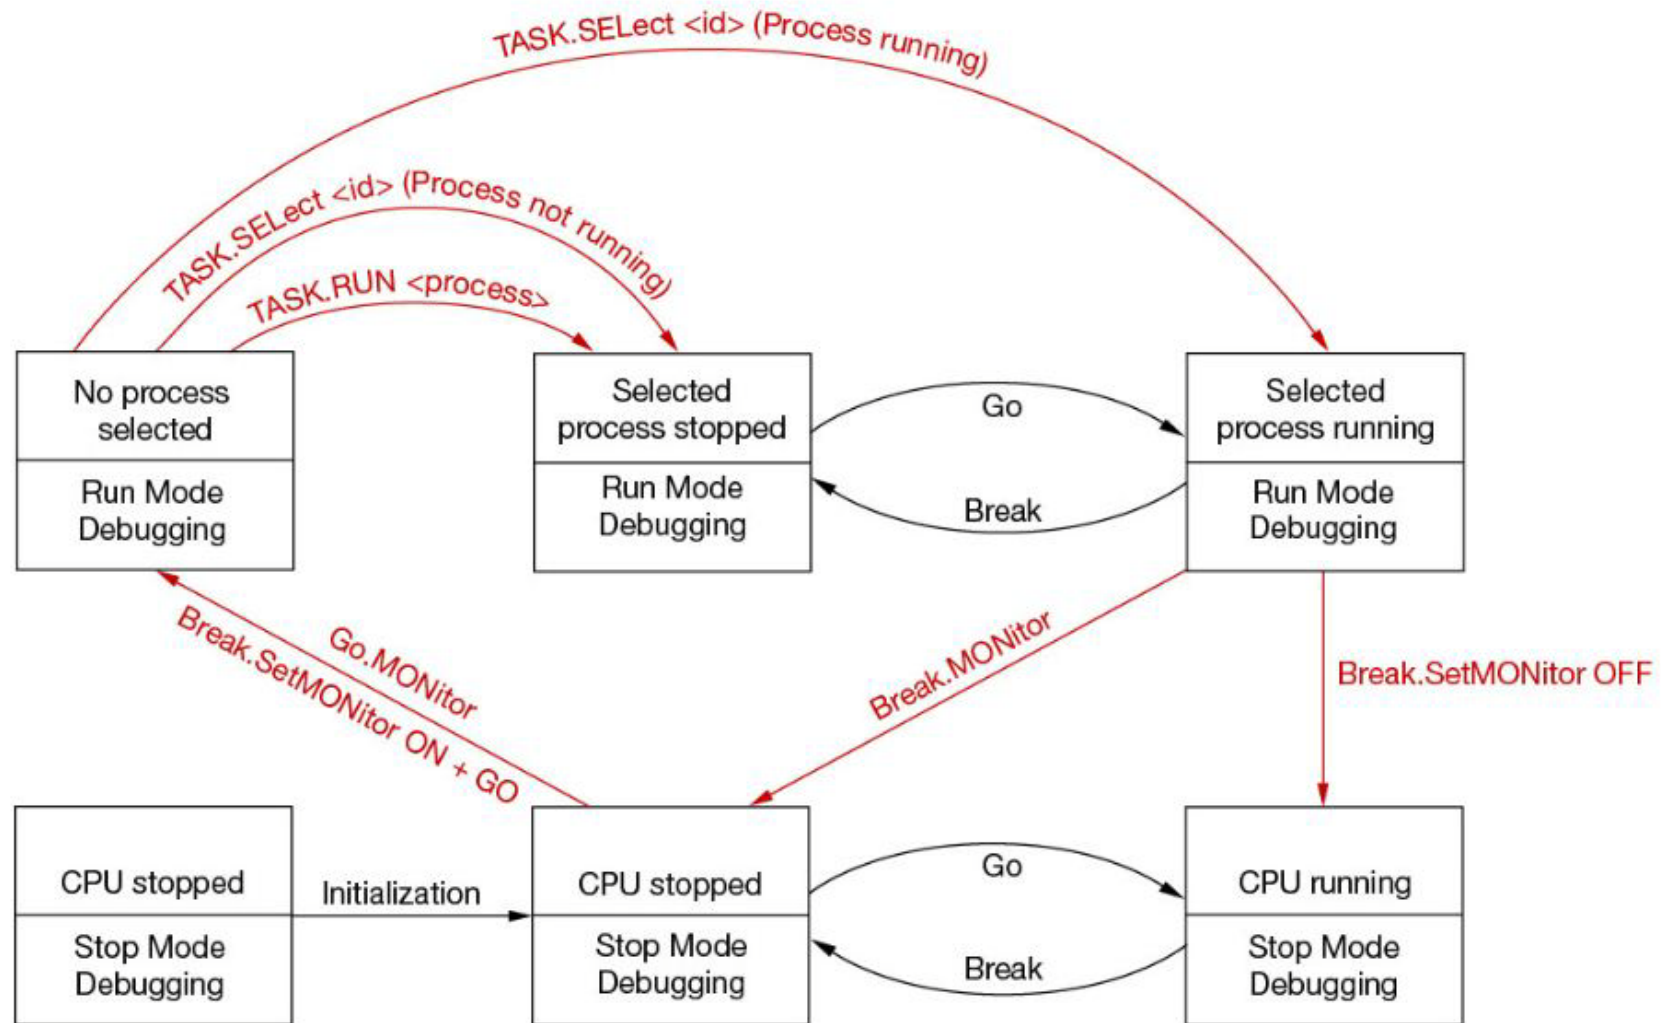 TASK.SELect <id> (Process running)
TASK.SELect <id> (Process not running)
TASK.RUN <process>
No process
selected
Run Mode
Debugging
Selected
process stopped
Run Mode
Debugging
Go
Break
Selected
process running
Run Mode
Debugging
Go.MONitor
Break.SetMONitor ON + GO
Break.MONitor
Break.SetMONitor OFF
CPU stopped
Stop Mode
Debugging
Initialization
CPU stopped
Stop Mode
Debugging
Go
Break
CPU running
Stop Mode
Debugging